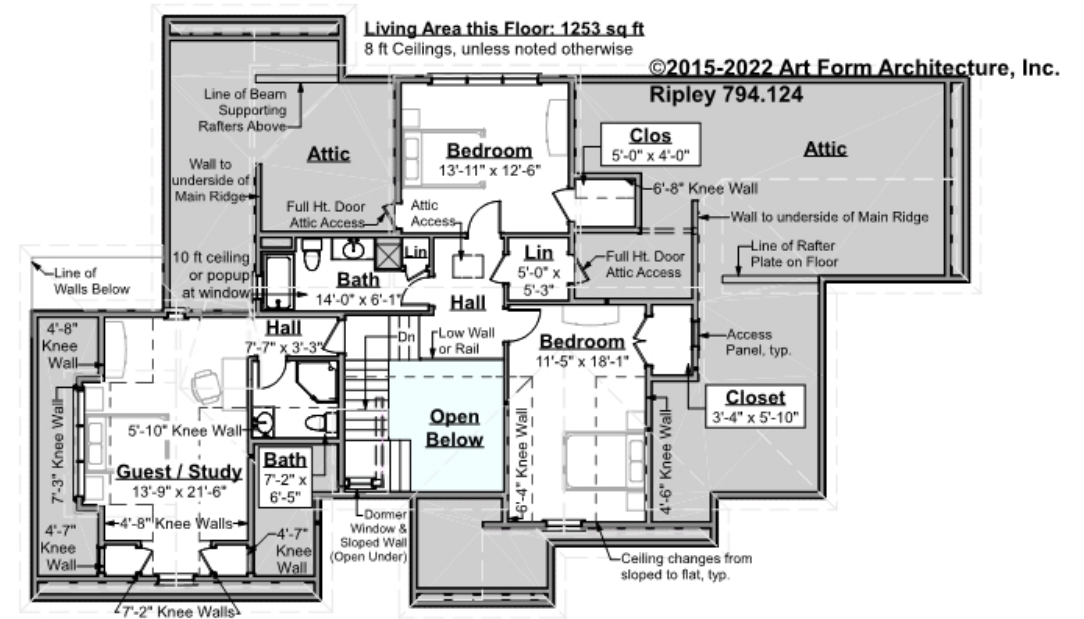 Living Area this Floor: 1253 sq ft
8 ft Ceilings, unless noted otherwise
©2015-2022 Art Form Architecture, Inc.
Ripley 794.124
Line of Beam
Supporting
Rafters Above
Attic
Wall to
underside of
Main Ridge
Full Ht. Door
Attic Access
Bedroom
13'-11" x 12'-6"
Attic
Access
Clos
5'-0" x 4'-0"
Attic
6'-8" Knee Wall
Wall to underside of Main Ridge
Line of Rafter
Plate on Floor
Full Ht. Door
Attic Access
Line of
Walls Below
10 ft ceiling
or popup
at window
Bath
14'-0" x 6'-1"
Lin
Lin
5'-0" x
5'-3"
Hall
Hall
7'-7" x 3'-3"
Dn
Low Wall
or Rail
Bedroom
11'-5" x 18'-1"
Access
Panel, typ.
Closet
3'-4" x 5'-10"
4'-8"
Knee
Wall
7'-3" Knee Wall
5'-10" Knee Wall
Guest / Study
13'-9" x 21'-6"
4'-8" Knee Walls
Bath
7'-2" x
6'-5"
Open
Below
6'-4" Knee Wall
4'-6" Knee Wall
4'-7"
Knee
Wall
4'-7"
Knee
Wall
7'-2" Knee Walls
Dormer
Window &
Sloped Wall
(Open Under)
Ceiling changes from
sloped to flat, typ.